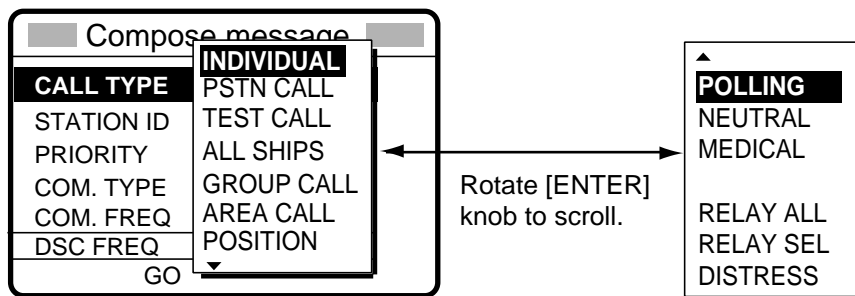 Compose message
CALL TYPE
STATION ID
PRIORITY
COM. TYPE
COM. FREQ
DSC FREQ
GO
INDIVIDUAL
PSTN CALL
TEST CALL
ALL SHIPS
GROUP CALL
AREA CALL
POSITION
Rotate [ENTER]
knob to scroll.
POLLING
NEUTRAL
MEDICAL
RELAY ALL
RELAY SEL
DISTRESS